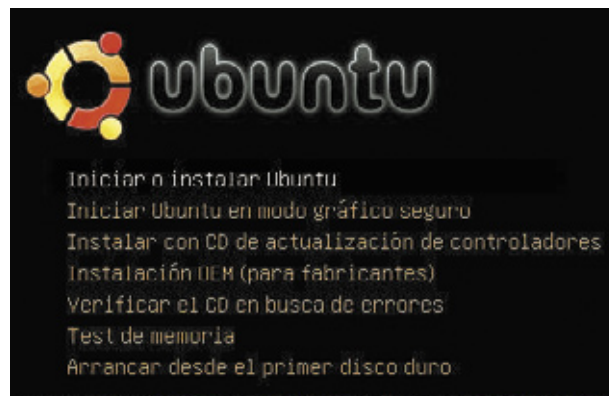 ubuntu
Iniciar o instalar Ubuntu
Iniciar Ubuntu en modo gráfico seguro
Instalar con CD de actualización de controladores
Instalación OEM (para fabricantes)
Verificar el CD en busca de errores
Test de memoria
Arrancar desde el primer disco duro